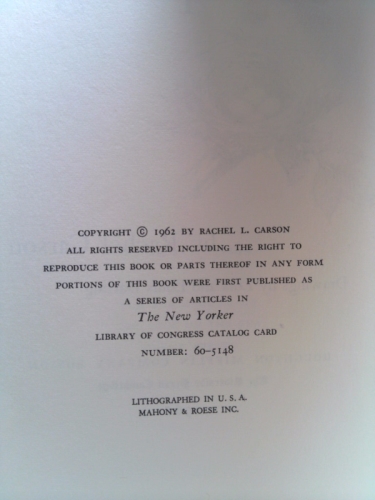 COPYRIGHT © 1962 BY RACHEL L. CARSON
ALL RIGHTS RESERVED INCLUDING THE RIGHT TO
REPRODUCE THIS BOOK OR PARTS THEREOF IN ANY FORM
PORTIONS OF THIS BOOK WERE FIRST PUBLISHED AS
A SERIES OF ARTICLES IN
The New Yorker
LIBRARY OF CONGRESS CATALOG CARD
NUMBER: 60-5148
LITHOGRAPHED IN U. S. A.
MAHONY & ROESE INC.